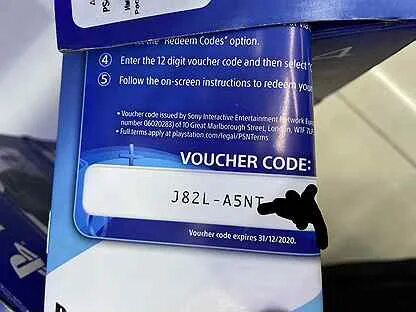 the "Redeem Codes" option.
④ Enter the 12 digit voucher code and then select
⑤ Follow the on-screen instructions to redeem your
• Voucher code issued by Sony Interactive Entertainment Network Eu
number 06020283) of 10 Great Marlborough Street, London, W1F 7LP
• Full terms apply at playstation.com/legal/PSNTerms
VOUCHER CODE:
J82L-A5NT
Voucher code expires 31/12/2020.